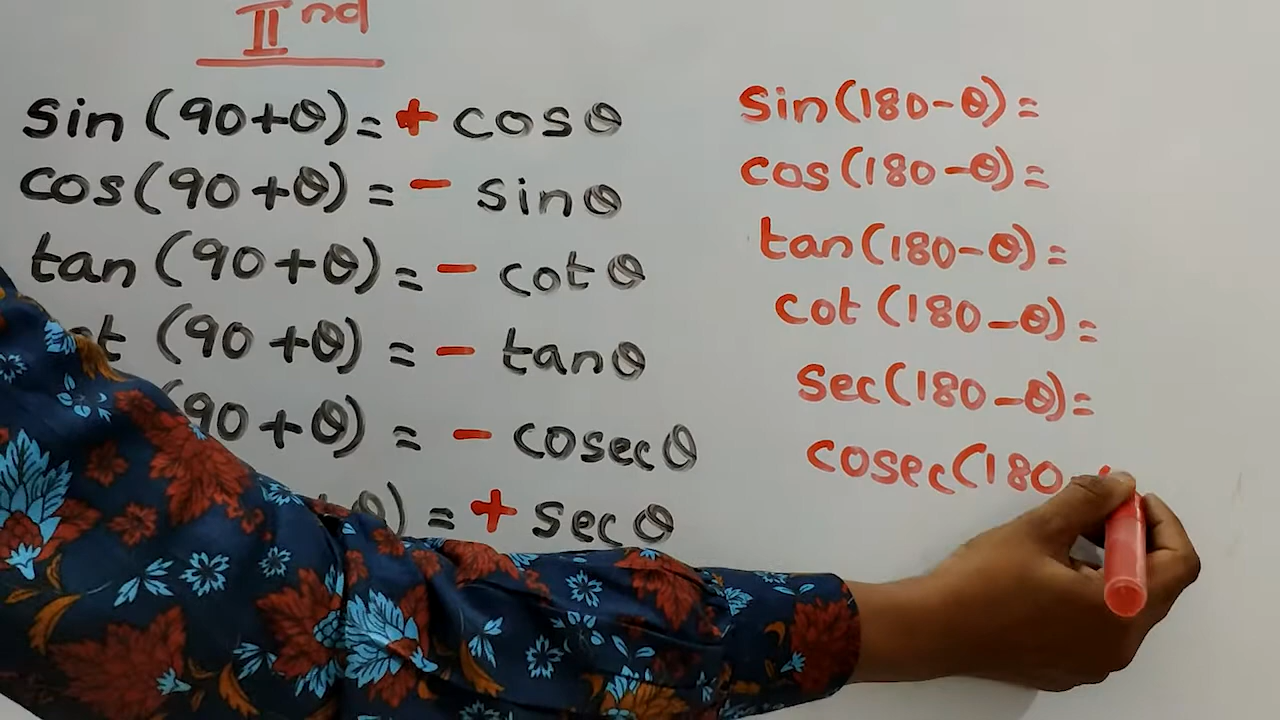 IInd
sin (90+θ) = + cosθ
cos (90+θ) = - sinθ
tan (90+θ) = - cotθ
(90+θ) = - tanθ
(90+θ) = - cosecθ
θ) = + secθ
sin(180-θ) =
cos(180-θ) =
tan(180-θ) =
cot(180-θ) =
sec(180-θ) =
cosec(180